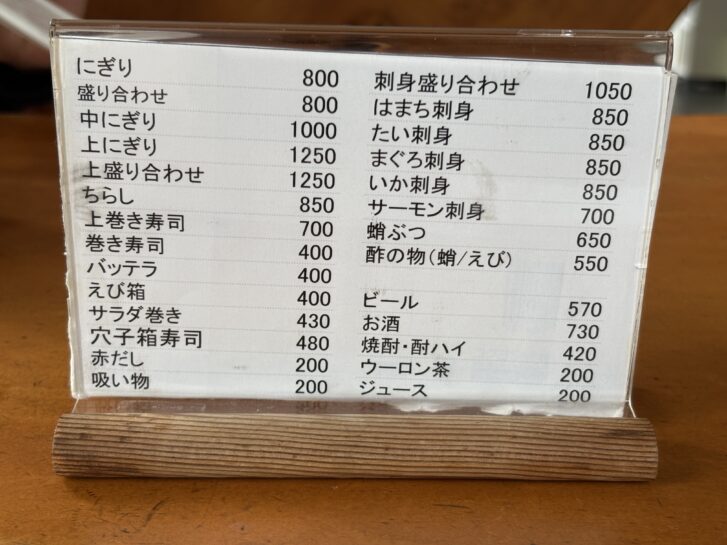 にぎり 800
盛り合わせ 800
中にぎり 1000
上にぎり 1250
上盛り合わせ 1250
ちらし 850
上巻き寿司 700
巻き寿司 400
バッテラ 400
えび箱 400
サラダ巻き 430
穴子箱寿司 480
赤だし 200
吸い物 200
刺身盛り合わせ 1050
はまち刺身 850
たい刺身 850
まぐろ刺身 850
いか刺身 850
サーモン刺身 700
蛸ぶつ 650
酢の物(蛸/えび) 550
ビール 570
お酒 730
焼酎・酎ハイ 420
ウーロン茶 200
ジュース 200